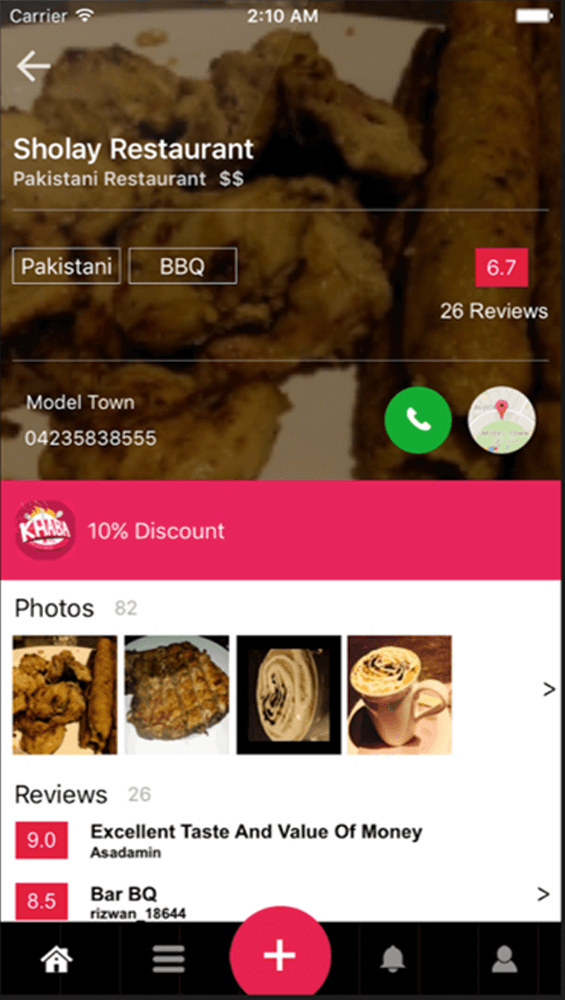 Carrier 2:10 AM
Sholay Restaurant
Pakistani Restaurant $$
Pakistani BBQ 6.7
26 Reviews
Model Town
04235838555
KHABA
10% Discount
Photos 82
>
Reviews 26
9.0 Excellent Taste And Value Of Money
Asadamin
8.5 Bar BQ >
rizwan_18644
+